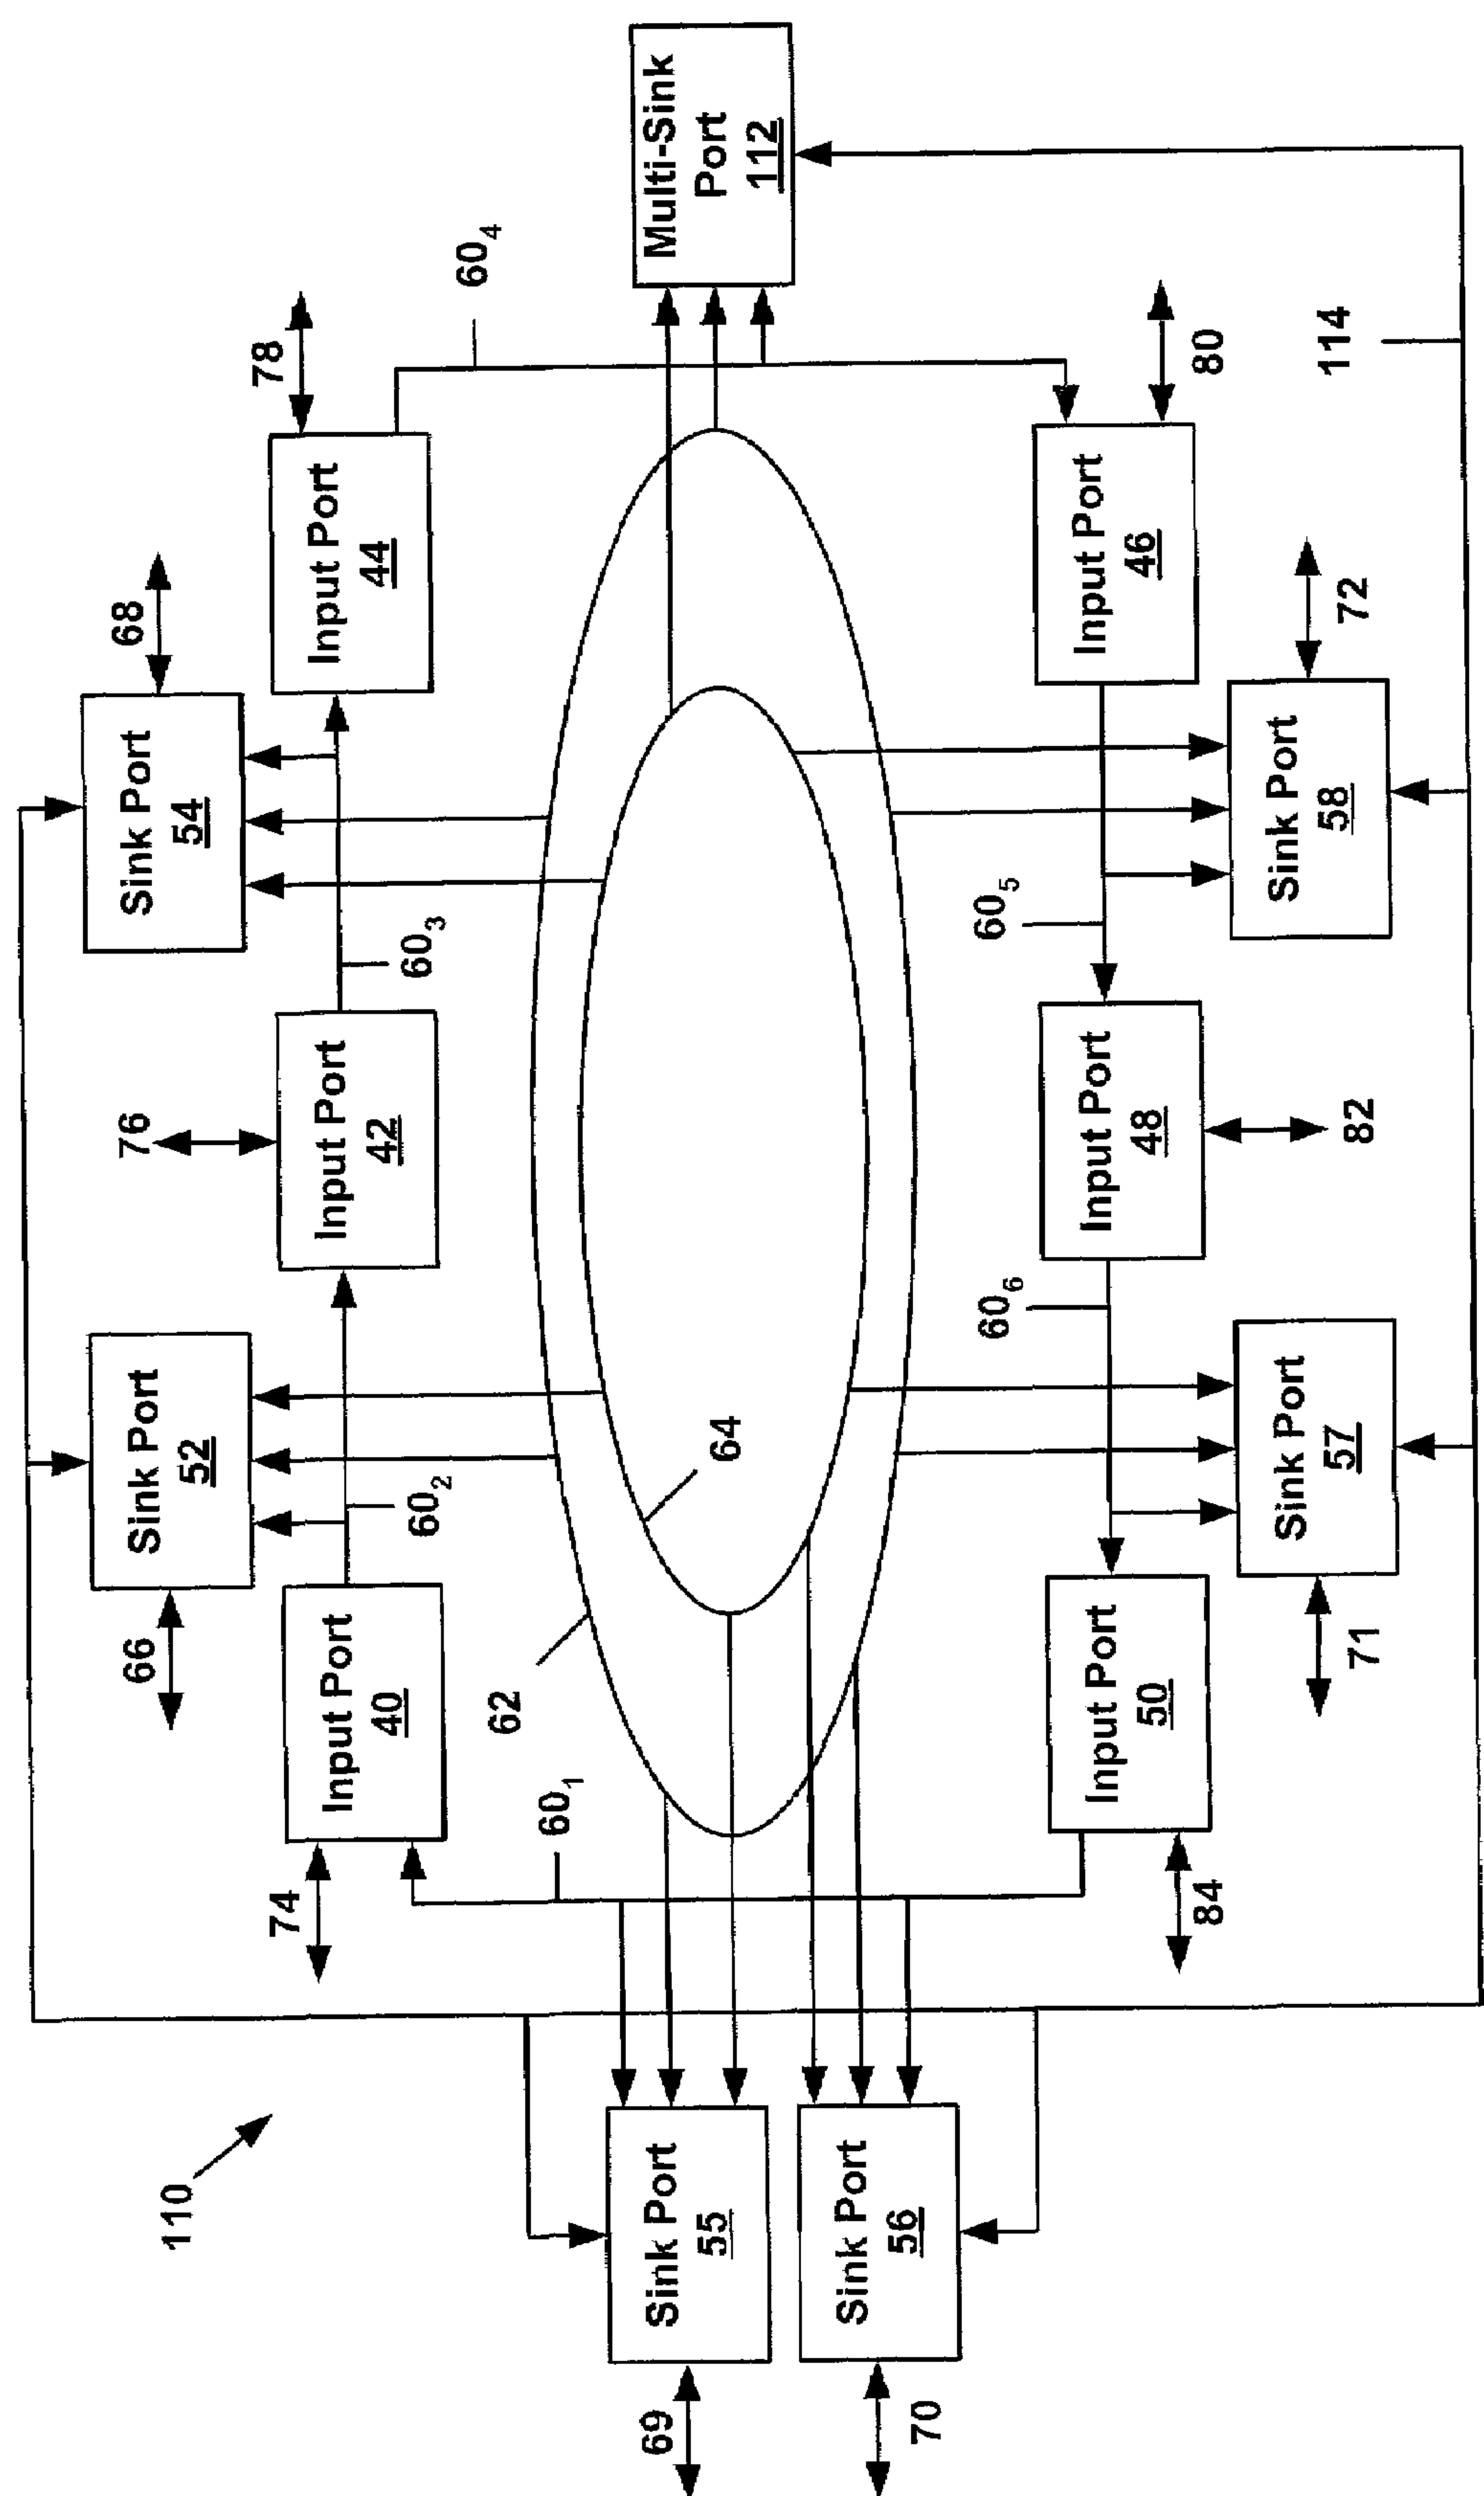 110
66
Sink Port
52
76
Sink Port
54
68
74
Input Port
40
60₂
Input Port
42
60₃
Input Port
44
78
60₄
69
Sink Port
55
60₁
62
64
Multi-Sink
Port
112
70
Sink Port
56
84
Input Port
50
60₆
Input Port
48
60₅
Input Port
46
80
71
Sink Port
57
82
Sink Port
58
72
114